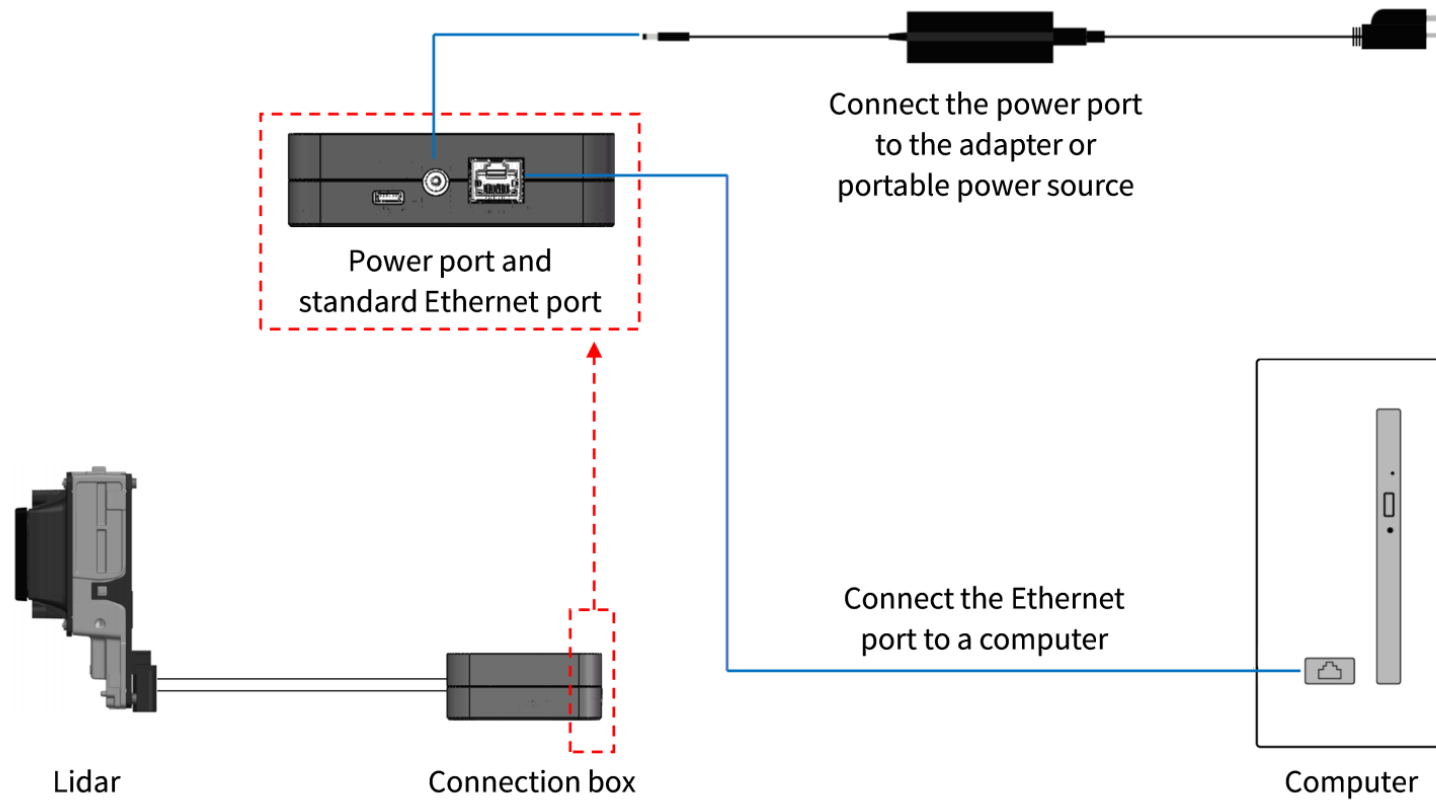 Connect the power port
to the adapter or
portable power source
Power port and
standard Ethernet port
Connect the Ethernet
port to a computer
Lidar
Connection box
Computer